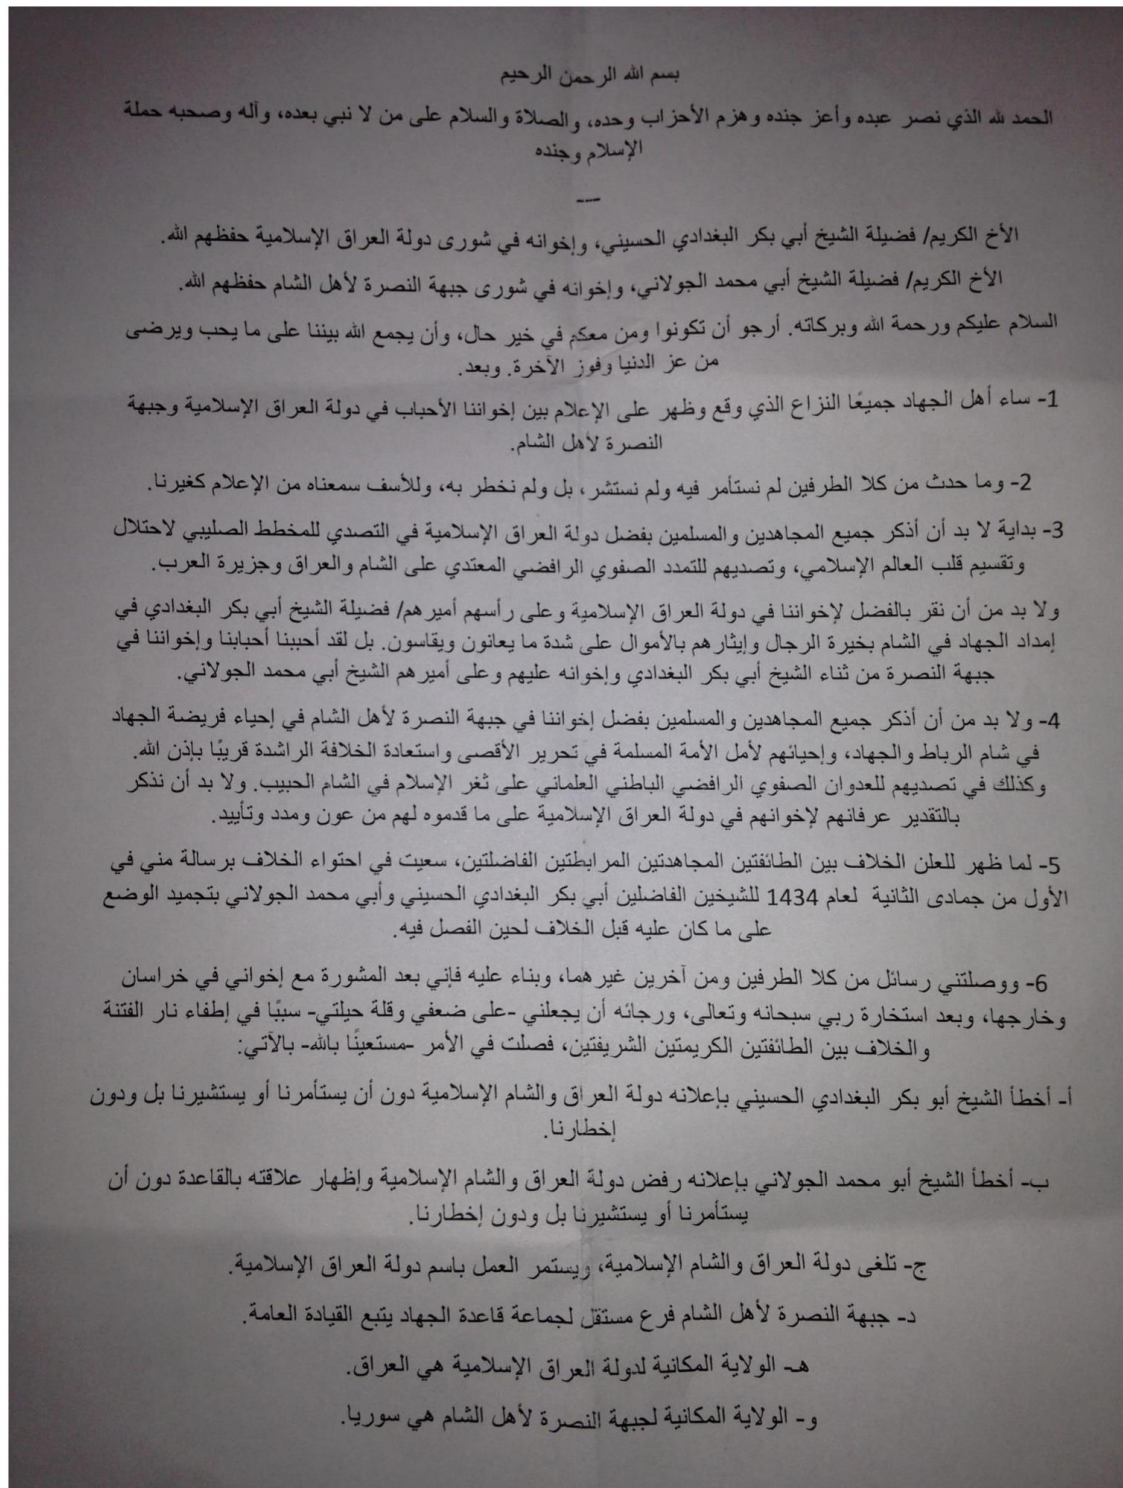 بسم الله الرحمن الرحيم
الحمد لله الذي نصر عبده وأعز جنده وهزم الأحزاب وحده، والصلاة والسلام على من لا نبي بعده، وآله وصحبه حملة
الإسلام وجنده
---
الأخ الكريم/ فضيلة الشيخ أبي بكر البغدادي الحسيني، وإخوانه في شورى دولة العراق الإسلامية حفظهم الله.
الأخ الكريم/ فضيلة الشيخ أبي محمد الجولاني، وإخوانه في شورى جبهة النصرة لأهل الشام حفظهم الله.
السلام عليكم ورحمة الله وبركاته. أرجو أن تكونوا ومن معكم في خير حال، وأن يجمع الله بيننا على ما يحب ويرضى
من عز الدنيا وفوز الآخرة. وبعد.
1- ساء أهل الجهاد جميعًا النزاع الذي وقع وظهر على الإعلام بين إخواننا الأحباب في دولة العراق الإسلامية وجبهة
النصرة لأهل الشام.
2- وما حدث من كلا الطرفين لم نستأمر فيه ولم نستشر، بل ولم نخطر به، وللأسف سمعناه من الإعلام كغيرنا.
3- بداية لا بد أن أذكر جميع المجاهدين والمسلمين بفضل دولة العراق الإسلامية في التصدي للمخطط الصليبي لاحتلال
وتقسيم قلب العالم الإسلامي، وتصديهم للتمدد الصفوي الرافضي المعتدي على الشام والعراق وجزيرة العرب.
ولا بد من أن نقر بالفضل لإخواننا في دولة العراق الإسلامية وعلى رأسهم أميرهم/ فضيلة الشيخ أبي بكر البغدادي في
إمداد الجهاد في الشام بخيرة الرجال وإيثارهم بالأموال على شدة ما يعانون ويقاسون. بل لقد أحببنا أحبابنا وإخواننا في
جبهة النصرة من ثناء الشيخ أبي بكر البغدادي وإخوانه عليهم وعلى أميرهم الشيخ أبي محمد الجولاني.
4- ولا بد من أن أذكر جميع المجاهدين والمسلمين بفضل إخواننا في جبهة النصرة لأهل الشام في إحياء فريضة الجهاد
في شام الرباط والجهاد، وإحيائهم لأمل الأمة المسلمة في تحرير الأقصى واستعادة الخلافة الراشدة قريبًا بإذن الله.
وكذلك في تصديهم للعدوان الصفوي الرافضي الباطني العلماني على ثغر الإسلام في الشام الحبيب. ولا بد أن نذكر
بالتقدير عرفانهم لإخوانهم في دولة العراق الإسلامية على ما قدموه لهم من عون ومدد وتأييد.
5- لما ظهر للعلن الخلاف بين الطائفتين المجاهدتين المرابطتين الفاضلتين، سعيت في احتواء الخلاف برسالة مني في
الأول من جمادى الثانية لعام 1434 للشيخين الفاضلين أبي بكر البغدادي الحسيني وأبي محمد الجولاني بتجميد الوضع
على ما كان عليه قبل الخلاف لحين الفصل فيه.
6- ووصلتني رسائل من كلا الطرفين ومن آخرين غيرهما، وبناء عليه فإني بعد المشورة مع إخواني في خراسان
وخارجها، وبعد استخارة ربي سبحانه وتعالى، ورجائه أن يجعلني -على ضعفي وقلة حيلتي- سببًا في إطفاء نار الفتنة
والخلاف بين الطائفتين الكريمتين الشريفتين، فصلت في الأمر -مستعينًا بالله- بالآتي:
أ- أخطأ الشيخ أبو بكر البغدادي الحسيني بإعلانه دولة العراق والشام الإسلامية دون أن يستأمرنا أو يستشيرنا بل ودون
إخطارنا.
ب- أخطأ الشيخ أبو محمد الجولاني بإعلانه رفض دولة العراق والشام الإسلامية وإظهار علاقته بالقاعدة دون أن
يستأمرنا أو يستشيرنا بل ودون إخطارنا.
ج- تلغى دولة العراق والشام الإسلامية، ويستمر العمل باسم دولة العراق الإسلامية.
د- جبهة النصرة لأهل الشام فرع مستقل لجماعة قاعدة الجهاد يتبع القيادة العامة.
هـ- الولاية المكانية لدولة العراق الإسلامية هي العراق.
و- الولاية المكانية لجبهة النصرة لأهل الشام هي سوريا.